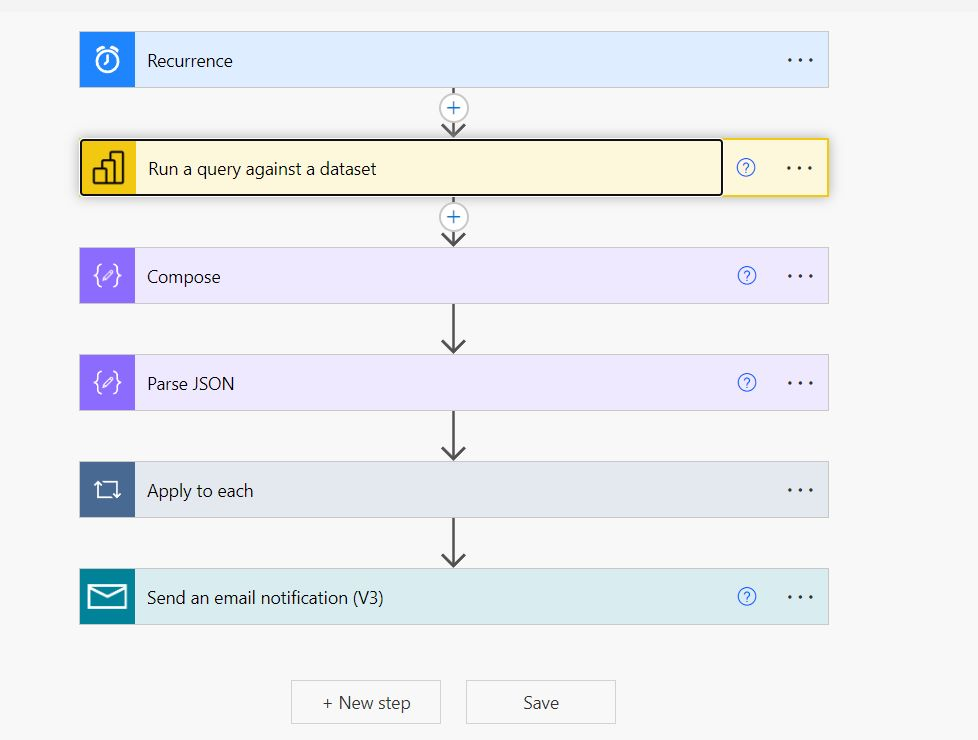 Recurrence
Run a query against a dataset
Compose
Parse JSON
Apply to each
Send an email notification (V3)
+ New step
Save